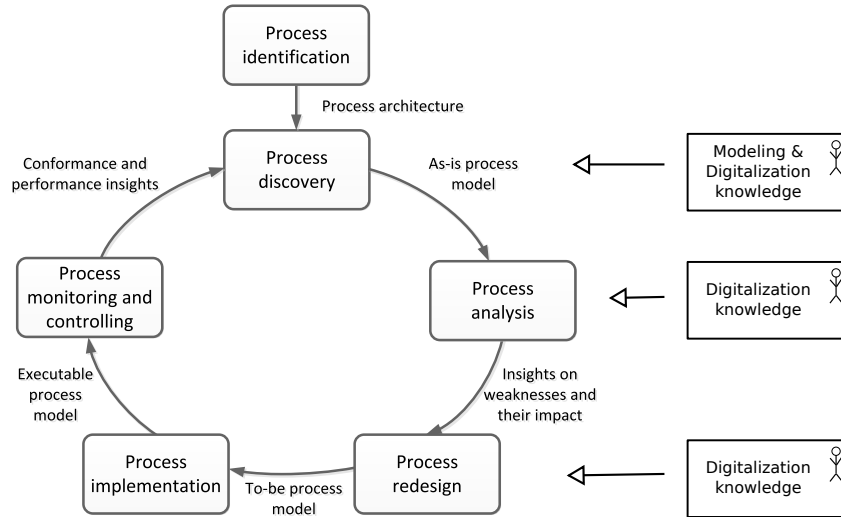 Process
identification
Process architecture
Process
discovery
Conformance and
performance insights
As-is process
model
Modeling &
Digitalization
knowledge
Process
monitoring and
controlling
Process
analysis
Digitalization
knowledge
Executable
process
model
Insights on
weaknesses and
their impact
Process
implementation
To-be process
model
Process
redesign
Digitalization
knowledge